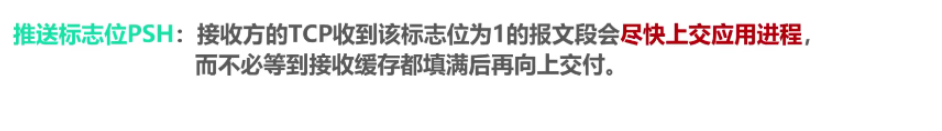 推送标志位PSH：接收方的TCP收到该标志位为1的报文段会尽快上交应用进程，
而不必等到接收缓存都填满后再向上交付。